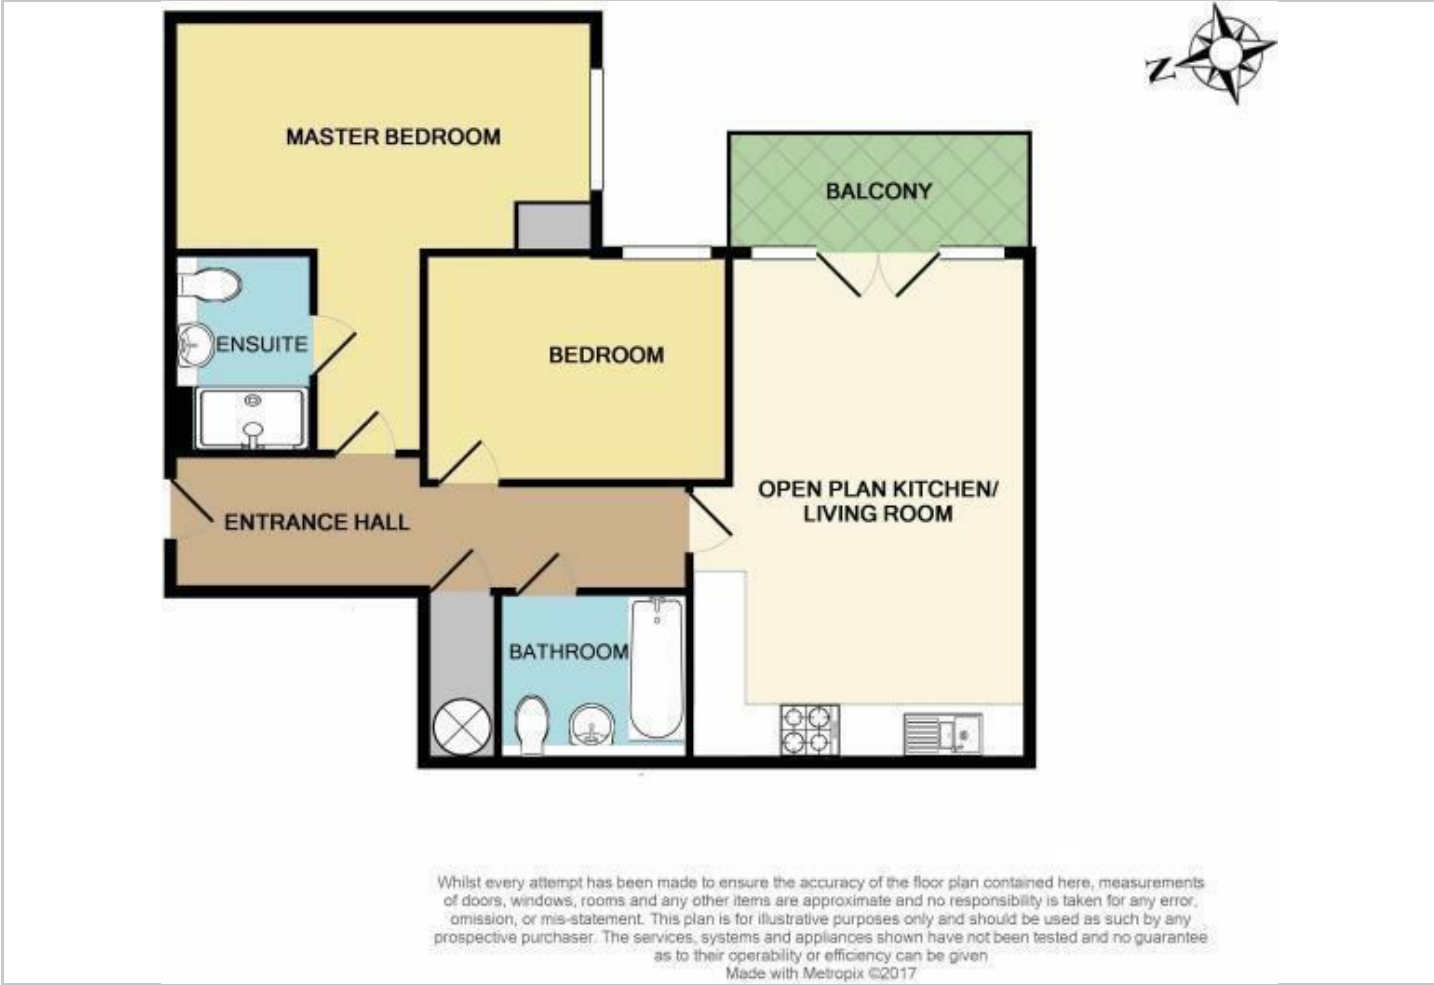 N
MASTER BEDROOM
BALCONY
ENSUITE
BEDROOM
OPEN PLAN KITCHEN/
LIVING ROOM
ENTRANCE HALL
BATHROOM
Whilst every attempt has been made to ensure the accuracy of the floor plan contained here, measurements
of doors, windows, rooms and any other items are approximate and no responsibility is taken for any error,
omission, or mis-statement. This plan is for illustrative purposes only and should be used as such by any
prospective purchaser. The services, systems and appliances shown have not been tested and no guarantee
as to their operability or efficiency can be given
Made with Metropix ©2017